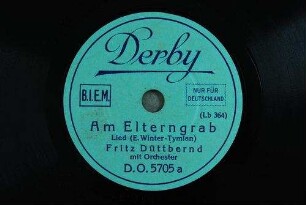 Derby
B.I.E.M.
NUR FÜR
DEUTSCHLAND
(Lb 364)
Am Elterngrab
Lied (E. Winter-Tymian)
Fritz Düttbernd
mit Orchester
D.O. 5705 a